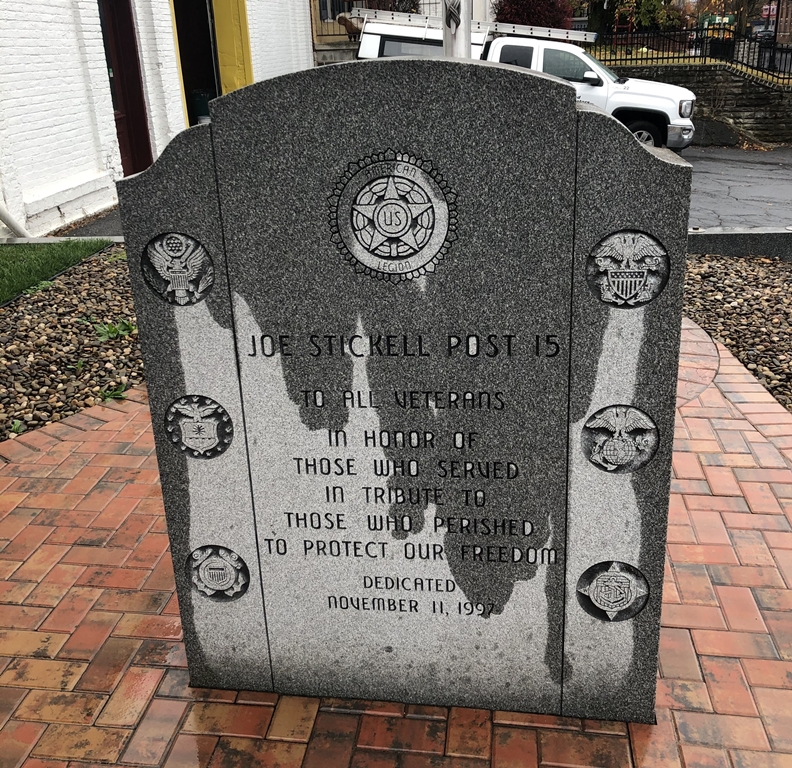 AMERICAN
US
LEGION
JOE STICKELL POST 15
TO ALL VETERANS
IN HONOR OF
THOSE WHO SERVED
IN TRIBUTE TO
THOSE WHO PERISHED
TO PROTECT OUR FREEDOM
DEDICATED
NOVEMBER 11, 1997